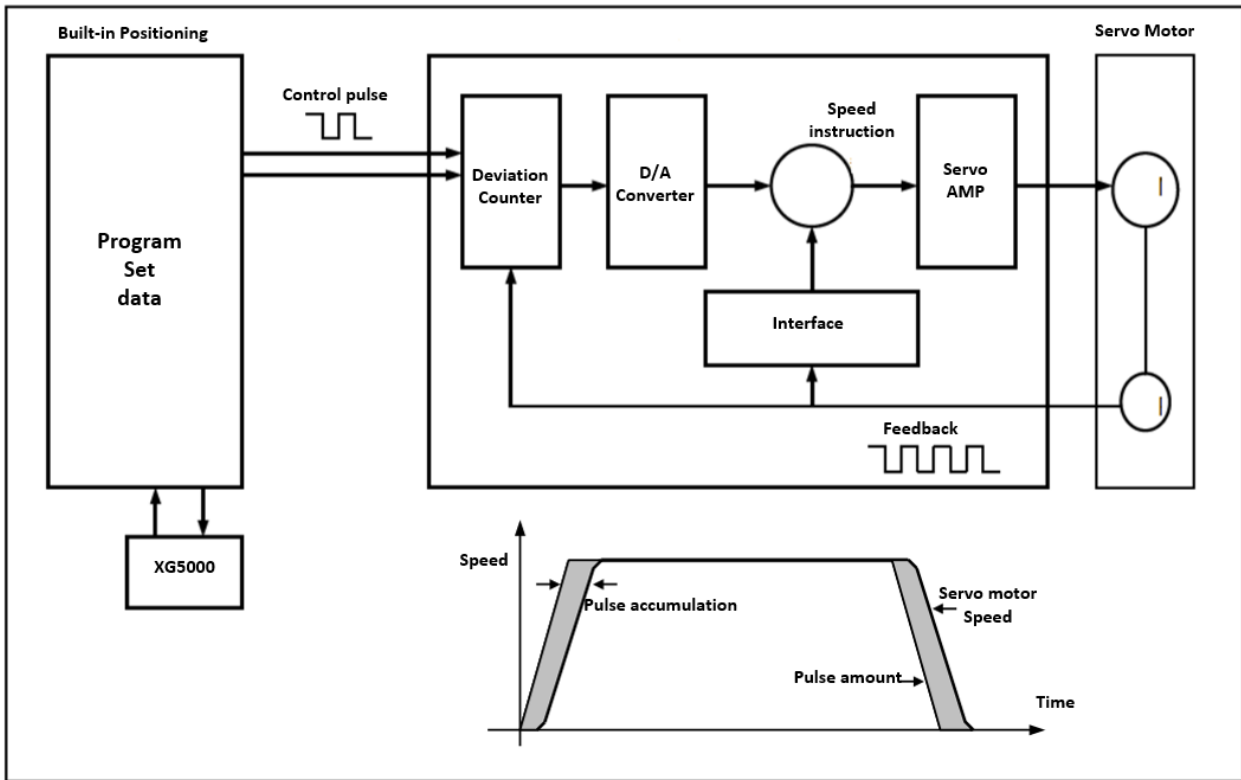 Built-in Positioning
Servo Motor
Control pulse
Speed
instruction
Deviation
Counter
D/A
Converter
Servo
AMP
Program
Set
data
Interface
Feedback
XG5000
Speed
Pulse accumulation
Servo motor
Speed
Pulse amount
Time